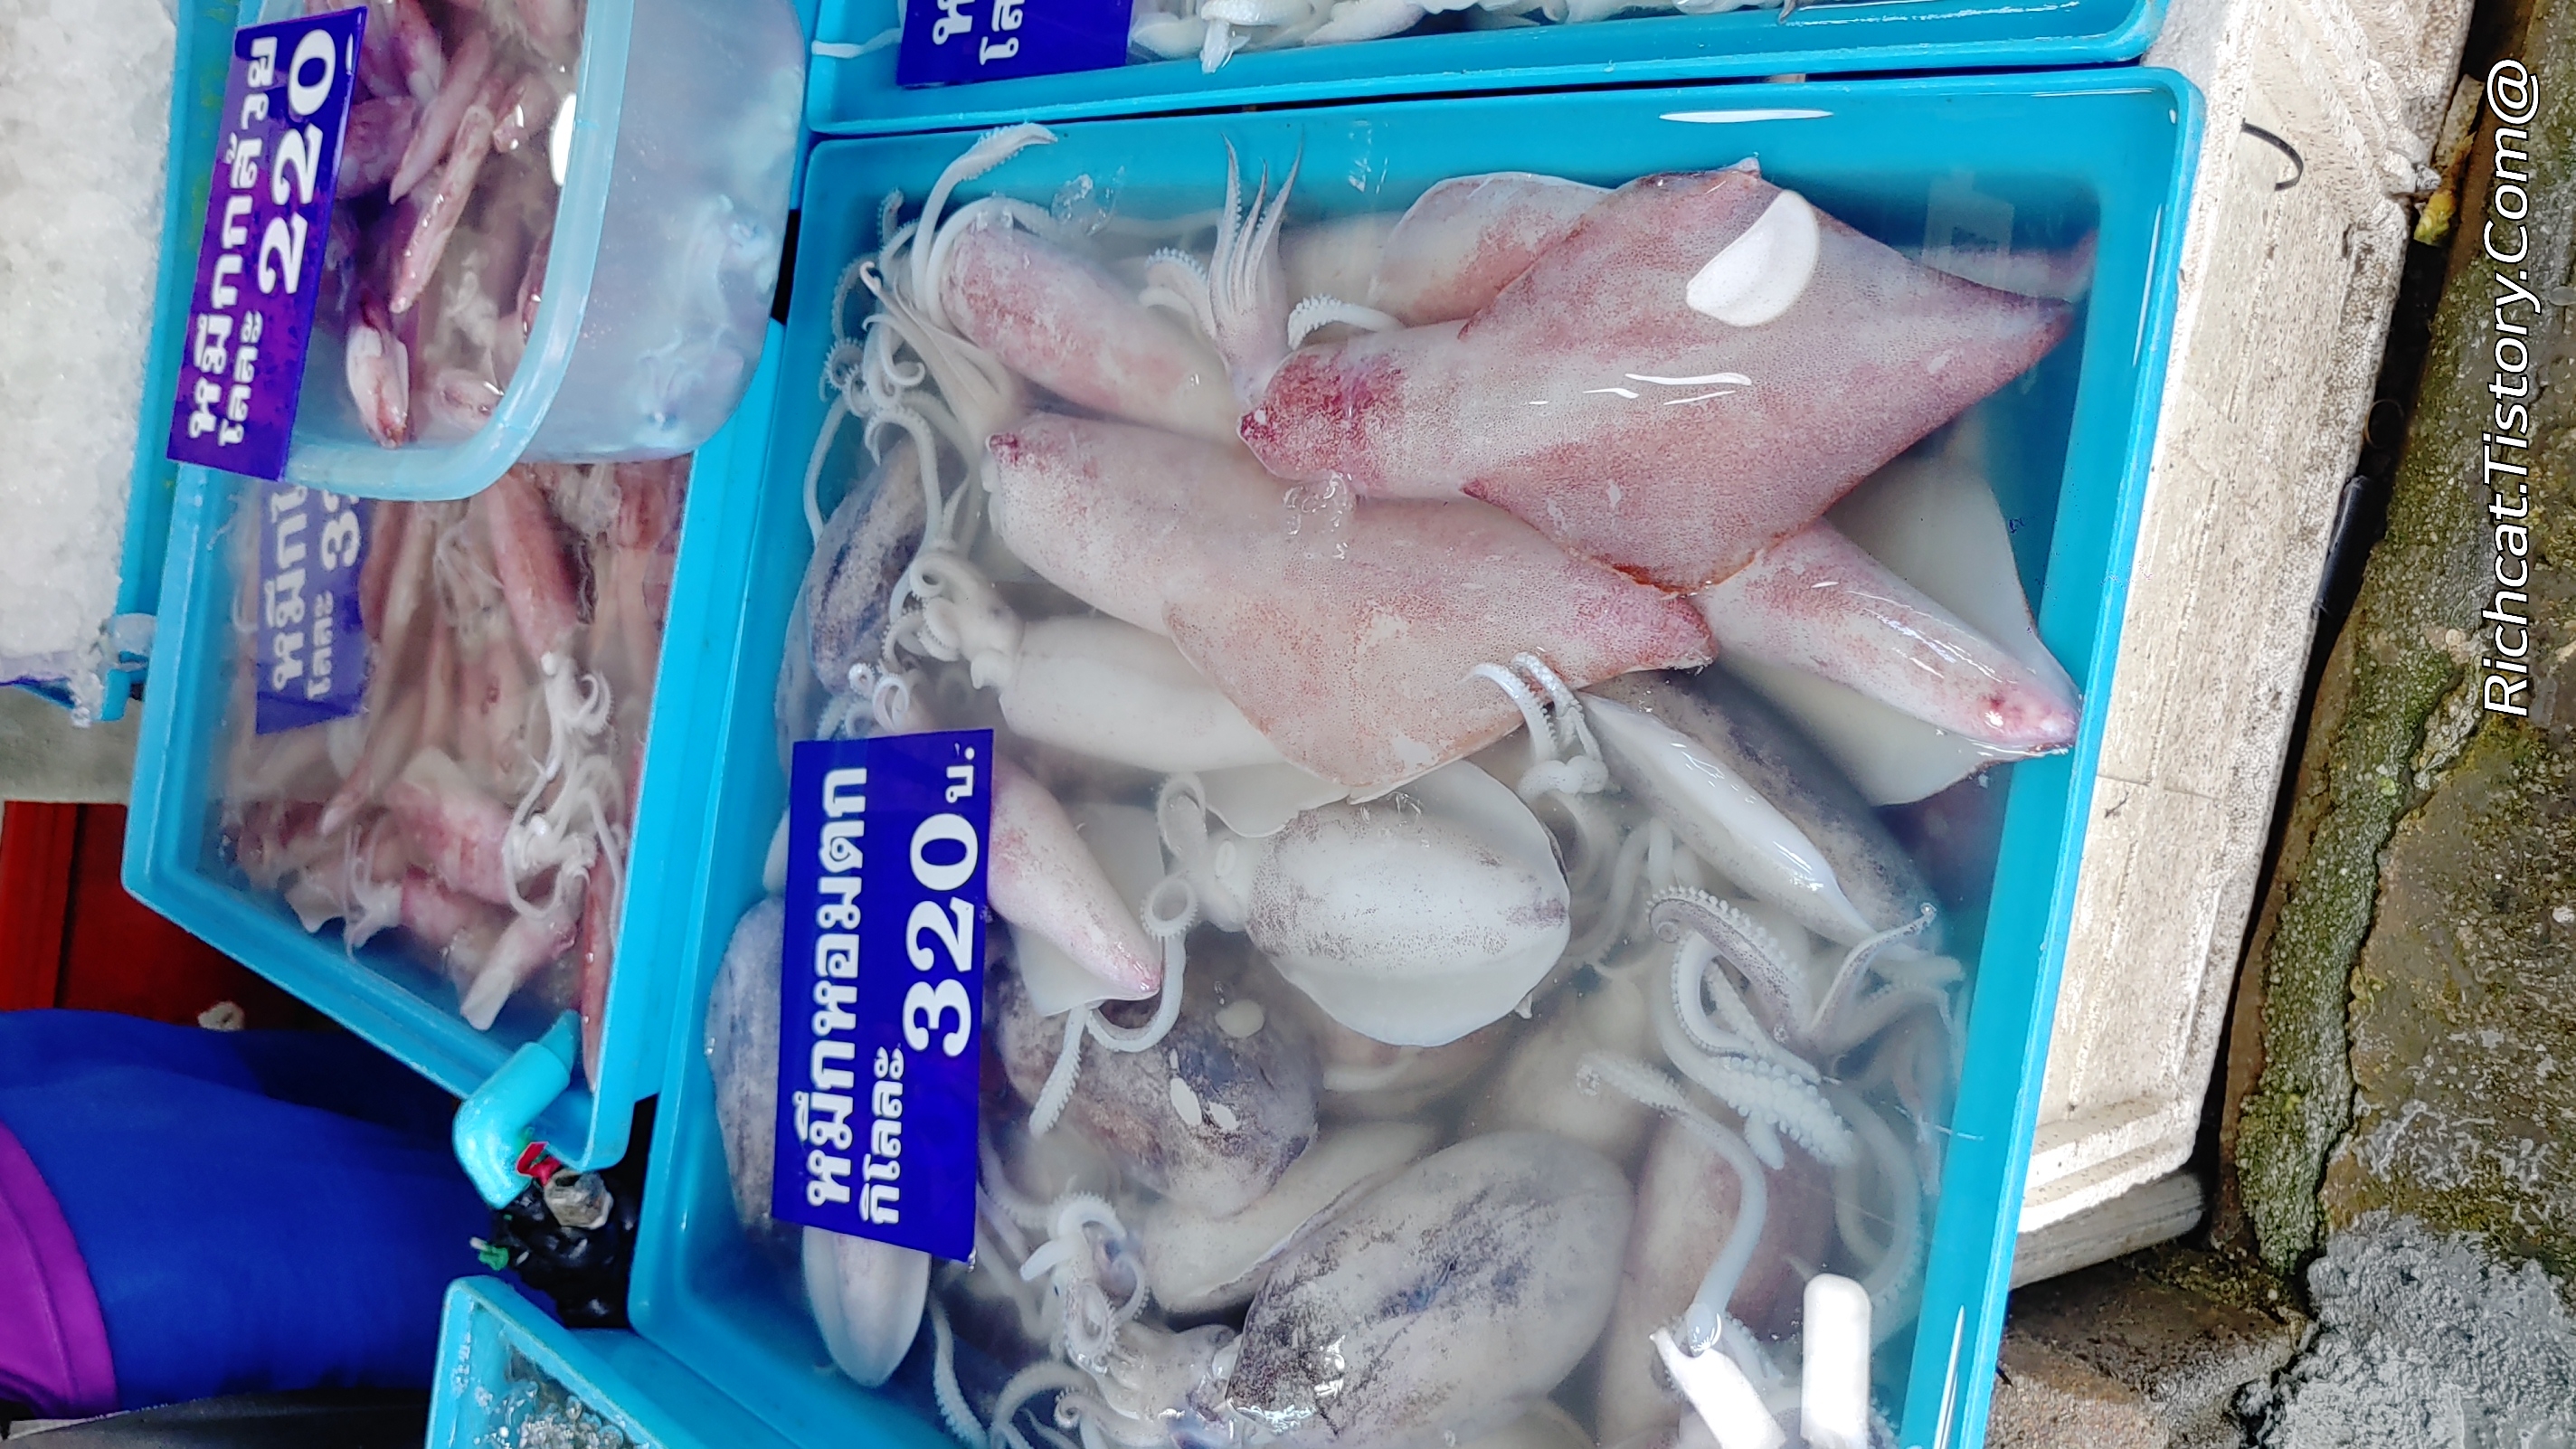 หมึกกล้วย
โลละ 220
หมึกหอมตก
กิโลละ 320 บ.
Richcat.Tistory.Com@